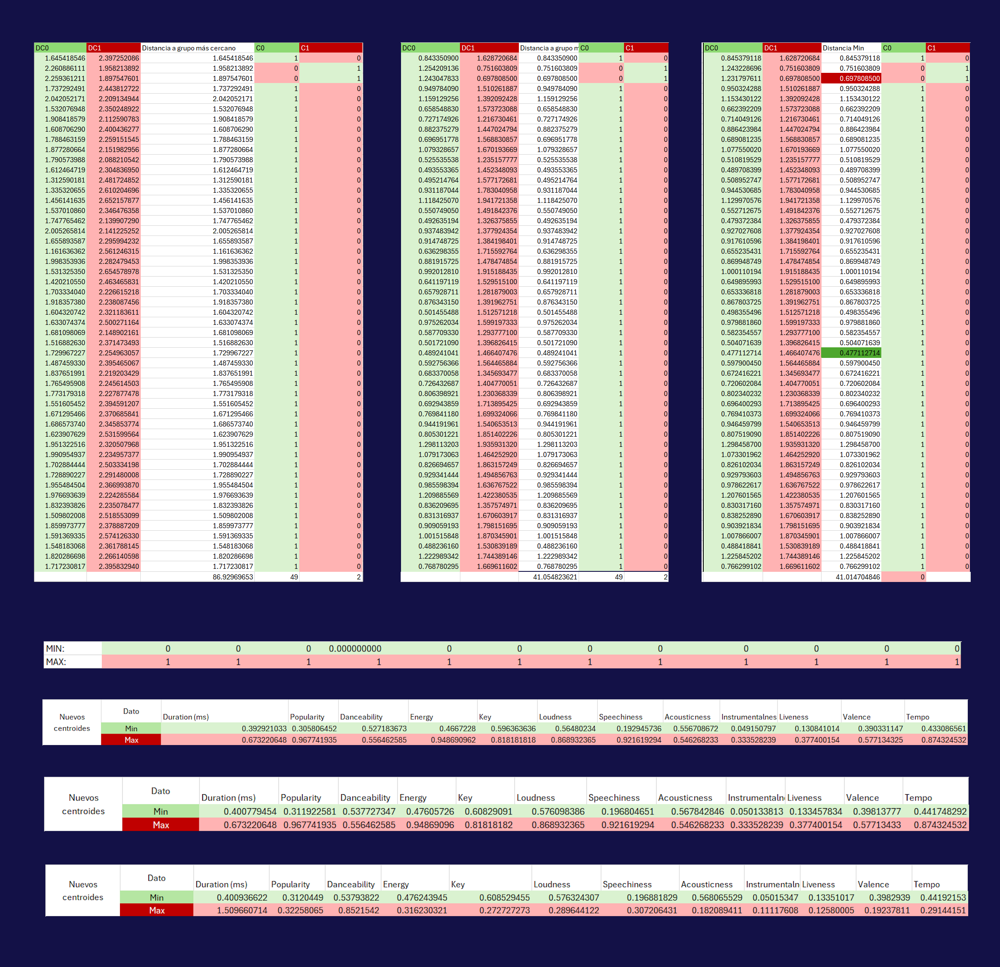 DC0 DC1 Distancia a grupo más cercano C0 C1
1.645418546 2.397252086 1.645418546 1 0
2.260886111 1.958213892 1.958213892 0 1
2.259361211 1.897547601 1.897547601 0 1
1.737292491 2.443812722 1.737292491 1 0
2.042052171 2.209134944 2.042052171 1 0
1.532076948 2.350248922 1.532076948 1 0
1.908418579 2.112590783 1.908418579 1 0
1.608706290 2.400436277 1.608706290 1 0
1.788463159 2.259151545 1.788463159 1 0
1.877280664 2.151982956 1.877280664 1 0
1.790573988 2.088210542 1.790573988 1 0
1.612464719 2.304836950 1.612464719 1 0
1.312590181 2.481724852 1.312590181 1 0
1.335320655 2.610204696 1.335320655 1 0
1.456141635 2.652157877 1.456141635 1 0
1.537010860 2.346476358 1.537010860 1 0
1.747765462 2.139907290 1.747765462 1 0
2.005265814 2.141225252 2.005265814 1 0
1.655893587 2.295994232 1.655893587 1 0
1.161636362 2.561246315 1.161636362 1 0
1.998353936 2.282479453 1.998353936 1 0
1.531325350 2.654578978 1.531325350 1 0
1.420210550 2.463465831 1.420210550 1 0
1.703334040 2.226615218 1.703334040 1 0
1.918357380 2.238087456 1.918357380 1 0
1.604320742 2.321183611 1.604320742 1 0
1.633074374 2.500271164 1.633074374 1 0
1.681098069 2.148902161 1.681098069 1 0
1.516882630 2.371473493 1.516882630 1 0
1.729967227 2.254963057 1.729967227 1 0
1.487459330 2.395465067 1.487459330 1 0
1.837651991 2.219203429 1.837651991 1 0
1.765495908 2.245614503 1.765495908 1 0
1.773179318 2.227877478 1.773179318 1 0
1.551605452 2.394591207 1.551605452 1 0
1.671295466 2.370685841 1.671295466 1 0
1.686573740 2.345853774 1.686573740 1 0
1.623907629 2.531599564 1.623907629 1 0
1.951322516 2.320507968 1.951322516 1 0
1.990954937 2.234957377 1.990954937 1 0
1.702884444 2.503334198 1.702884444 1 0
1.728890227 2.291480008 1.728890227 1 0
1.955484504 2.366993870 1.955484504 1 0
1.976693639 2.224285584 1.976693639 1 0
1.832393826 2.235078477 1.832393826 1 0
1.509802008 2.518553099 1.509802008 1 0
1.859973777 2.378887209 1.859973777 1 0
1.591369335 2.574126330 1.591369335 1 0
1.548183068 2.361788145 1.548183068 1 0
1.820286698 2.266140598 1.820286698 1 0
1.717230817 2.395832940 1.717230817 1 0
86.92969653 49 2
DC0 DC1 Distancia a grupo m C0 C1
0.843350900 1.628720684 0.843350900 1 0
1.254209136 0.751603809 0.751603809 0 1
1.243047833 0.697808500 0.697808500 0 1
0.949784090 1.510261887 0.949784090 1 0
1.159129256 1.392092428 1.159129256 1 0
0.658548830 1.573723088 0.658548830 1 0
0.727174926 1.216730461 0.727174926 1 0
0.882375279 1.447024794 0.882375279 1 0
0.696951778 1.568830857 0.696951778 1 0
1.079328657 1.670193669 1.079328657 1 0
0.525535538 1.235157777 0.525535538 1 0
0.493553365 1.452348093 0.493553365 1 0
0.495214764 1.577172681 0.495214764 1 0
0.931187044 1.783040958 0.931187044 1 0
1.118425070 1.941721358 1.118425070 1 0
0.550749050 1.491842376 0.550749050 1 0
0.492635194 1.326375855 0.492635194 1 0
0.937483942 1.377924354 0.937483942 1 0
0.914748725 1.384198401 0.914748725 1 0
0.636298355 1.715592764 0.636298355 1 0
0.881915725 1.478474854 0.881915725 1 0
0.992012810 1.915188435 0.992012810 1 0
0.641197119 1.529515100 0.641197119 1 0
0.657928711 1.281879003 0.657928711 1 0
0.876343150 1.391962751 0.876343150 1 0
0.501455488 1.512571218 0.501455488 1 0
0.975262034 1.599197333 0.975262034 1 0
0.587709330 1.293777100 0.587709330 1 0
0.501721090 1.396826415 0.501721090 1 0
0.489241041 1.466407476 0.489241041 1 0
0.592756366 1.564465884 0.592756366 1 0
0.683370058 1.345693477 0.683370058 1 0
0.726432687 1.404770051 0.726432687 1 0
0.806398921 1.230368339 0.806398921 1 0
0.692943859 1.713895425 0.692943859 1 0
0.769841180 1.699324066 0.769841180 1 0
0.944191961 1.540653513 0.944191961 1 0
0.805301221 1.851402226 0.805301221 1 0
1.298113203 1.935931320 1.298113203 1 0
1.079173063 1.464252920 1.079173063 1 0
0.826694657 1.863157249 0.826694657 1 0
0.929341444 1.494856763 0.929341444 1 0
0.985598394 1.636767522 0.985598394 1 0
1.209885569 1.422380535 1.209885569 1 0
0.836209695 1.357574971 0.836209695 1 0
0.831316937 1.670603917 0.831316937 1 0
0.909059193 1.798151695 0.909059193 1 0
1.001515848 1.870345901 1.001515848 1 0
0.488236160 1.530839189 0.488236160 1 0
1.222989342 1.744389146 1.222989342 1 0
0.768780295 1.669611602 0.768780295 1 0
41.054823621 49 2
DC0 DC1 Distancia Min C0 C1
0.845379118 1.628720684 0.845379118 1 0
1.243228696 0.751603809 0.751603809 0 1
1.231797611 0.697808500 0.697808500 0 1
0.950324288 1.510261887 0.950324288 1 0
1.153430122 1.392092428 1.153430122 1 0
0.662392209 1.573723088 0.662392209 1 0
0.714049126 1.216730461 0.714049126 1 0
0.886423984 1.447024794 0.886423984 1 0
0.689081235 1.568830857 0.689081235 1 0
1.077550020 1.670193669 1.077550020 1 0
0.510819529 1.235157777 0.510819529 1 0
0.489708399 1.452348093 0.489708399 1 0
0.508952747 1.577172681 0.508952747 1 0
0.944530685 1.783040958 0.944530685 1 0
1.129970576 1.941721358 1.129970576 1 0
0.552712675 1.491842376 0.552712675 1 0
0.479372384 1.326375855 0.479372384 1 0
0.927027608 1.377924354 0.927027608 1 0
0.917610596 1.384198401 0.917610596 1 0
0.655235431 1.715592764 0.655235431 1 0
0.869948749 1.478474854 0.869948749 1 0
1.000110194 1.915188435 1.000110194 1 0
0.649895993 1.529515100 0.649895993 1 0
0.653336818 1.281879003 0.653336818 1 0
0.867803725 1.391962751 0.867803725 1 0
0.498355496 1.512571218 0.498355496 1 0
0.979881860 1.599197333 0.979881860 1 0
0.582354557 1.293777100 0.582354557 1 0
0.504071639 1.396826415 0.504071639 1 0
0.477112714 1.466407476 0.477112714 1 0
0.597900450 1.564465884 0.597900450 1 0
0.672416221 1.345693477 0.672416221 1 0
0.720602084 1.404770051 0.720602084 1 0
0.802340232 1.230368339 0.802340232 1 0
0.696400293 1.713895425 0.696400293 1 0
0.769410373 1.699324066 0.769410373 1 0
0.946459799 1.540653513 0.946459799 1 0
0.807519090 1.851402226 0.807519090 1 0
1.298458700 1.935931320 1.298458700 1 0
1.073301962 1.464252920 1.073301962 1 0
0.826102034 1.863157249 0.826102034 1 0
0.929793603 1.494856763 0.929793603 1 0
0.978622617 1.636767522 0.978622617 1 0
1.207601565 1.422380535 1.207601565 1 0
0.830317160 1.357574971 0.830317160 1 0
0.838252890 1.670603917 0.838252890 1 0
0.903921834 1.798151695 0.903921834 1 0
1.007866007 1.870345901 1.007866007 1 0
0.488418841 1.530839189 0.488418841 1 0
1.225845202 1.744389146 1.225845202 1 0
0.766299102 1.669611602 0.766299102 1 0
41.014704846 0
MIN: 0 0 0 0.000000000 0 0 0 0 0 0 0 0
MAX: 1 1 1 1 1 1 1 1 1 1 1 1
Nuevos centroides Dato Duration (ms) Popularity Danceability Energy Key Loudness Speechiness Acousticness Instrumentalnes Liveness Valence Tempo
Min 0.392921033 0.305806452 0.527183673 0.4667228 0.596363636 0.56480234 0.192945736 0.556708672 0.049150797 0.130841014 0.390331147 0.433086561
Max 0.673220648 0.967741935 0.556462585 0.948690962 0.818181818 0.868932365 0.921619294 0.546268233 0.333528239 0.377400154 0.577134325 0.874324532
Nuevos centroides Dato Duration (ms) Popularity Danceability Energy Key Loudness Speechiness Acousticness Instrumentaln Liveness Valence Tempo
Min 0.400779454 0.311922581 0.537727347 0.47605726 0.60829091 0.576098386 0.196804651 0.567842846 0.050133813 0.133457834 0.39813777 0.441748292
Max 0.673220648 0.967741935 0.556462585 0.94869096 0.81818182 0.868932365 0.921619294 0.546268233 0.333528239 0.377400154 0.57713433 0.874324532
Nuevos centroides Dato Duration (ms) Popularity Danceability Energy Key Loudness Speechiness Acousticness Instrumentaln Liveness Valence Tempo
Min 0.400936622 0.3120449 0.53793822 0.476243945 0.608529455 0.576324307 0.196881829 0.568065529 0.05015347 0.13351017 0.3982939 0.44192153
Max 1.509660714 0.32258065 0.8521542 0.316230321 0.272727273 0.289644122 0.307206431 0.182089411 0.11117608 0.12580005 0.19237811 0.29144151